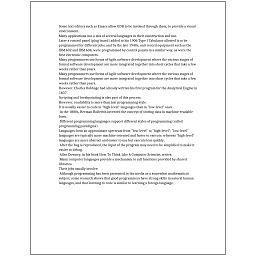 Some text editors such as Emacs allow GDB to be invoked through them, to provide a visual
environment.
Many applications use a mix of several languages in their construction and use.
Later a control panel (plug board) added to his 1906 Type I Tabulator allowed it to be
programmed for different jobs, and by the late 1940s, unit record equipment such as the
IBM 602 and IBM 604, were programmed by control panels in a similar way, as were the
first electronic computers.
Many programmers use forms of Agile software development where the various stages of
formal software development are more integrated together into short cycles that take a few
weeks rather than years.
Many programmers use forms of Agile software development where the various stages of
formal software development are more integrated together into short cycles that take a few
weeks rather than years.
However, Charles Babbage had already written his first program for the Analytical Engine in
1837.
Scripting and breakpointing is also part of this process.
However, readability is more than just programming style.
It is usually easier to code in "high-level" languages than in "low-level" ones.
In the 1880s, Herman Hollerith invented the concept of storing data in machine-readable
form.
Different programming languages support different styles of programming (called
programming paradigms).
Languages form an approximate spectrum from "low-level" to "high-level"; "low-level"
languages are typically more machine-oriented and faster to execute, whereas "high-level"
languages are more abstract and easier to use but execute less quickly.
After the bug is reproduced, the input of the program may need to be simplified to make it
easier to debug.
Allen Downey, in his book How To Think Like A Computer Scientist, writes:
Many computer languages provide a mechanism to call functions provided by shared
libraries.
Their jobs usually involve:
Although programming has been presented in the media as a somewhat mathematical
subject, some research shows that good programmers have strong skills in natural human
languages, and that learning to code is similar to learning a foreign language.